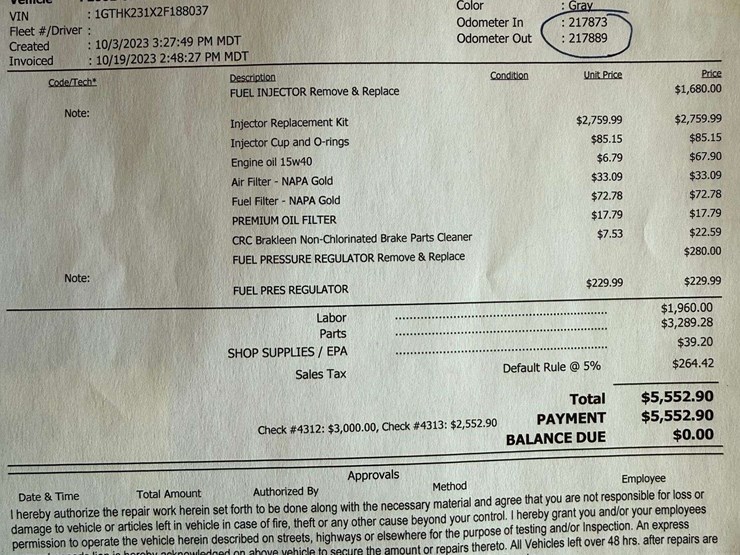 VIN : 1GTHK231X2F188037 Color : Gray
Fleet #/Driver : Odometer In : 217873
Created : 10/3/2023 3:27:49 PM MDT Odometer Out : 217889
Invoiced : 10/19/2023 2:48:27 PM MDT
Code/Tech* Description Condition Unit Price Price
FUEL INJECTOR Remove & Replace $1,680.00
Note:
Injector Replacement Kit $2,759.99 $2,759.99
Injector Cup and O-rings $85.15 $85.15
Engine oil 15w40 $6.79 $67.90
Air Filter - NAPA Gold $33.09 $33.09
Fuel Filter - NAPA Gold $72.78 $72.78
PREMIUM OIL FILTER $17.79 $17.79
CRC Brakleen Non-Chlorinated Brake Parts Cleaner $7.53 $22.59
FUEL PRESSURE REGULATOR Remove & Replace $280.00
Note:
FUEL PRES REGULATOR $229.99 $229.99
Labor $1,960.00
Parts $3,289.28
SHOP SUPPLIES / EPA $39.20
Sales Tax Default Rule @ 5% $264.42
Total $5,552.90
Check #4312: $3,000.00, Check #4313: $2,552.90 PAYMENT $5,552.90
BALANCE DUE $0.00
Approvals
Date & Time Total Amount Authorized By Method Employee
I hereby authorize the repair work herein set forth to be done along with the necessary material and agree that you are not responsible for loss or
damage to vehicle or articles left in vehicle in case of fire, theft or any other cause beyond your control. I hereby grant you and/or your employees
permission to operate the vehicle herein described on streets, highways or elsewhere for the purpose of testing and/or Inspection. An express
hereby acknowledged on above vehicle to secure the amount or repairs thereto. All Vehicles left over 48 hrs. after repairs are